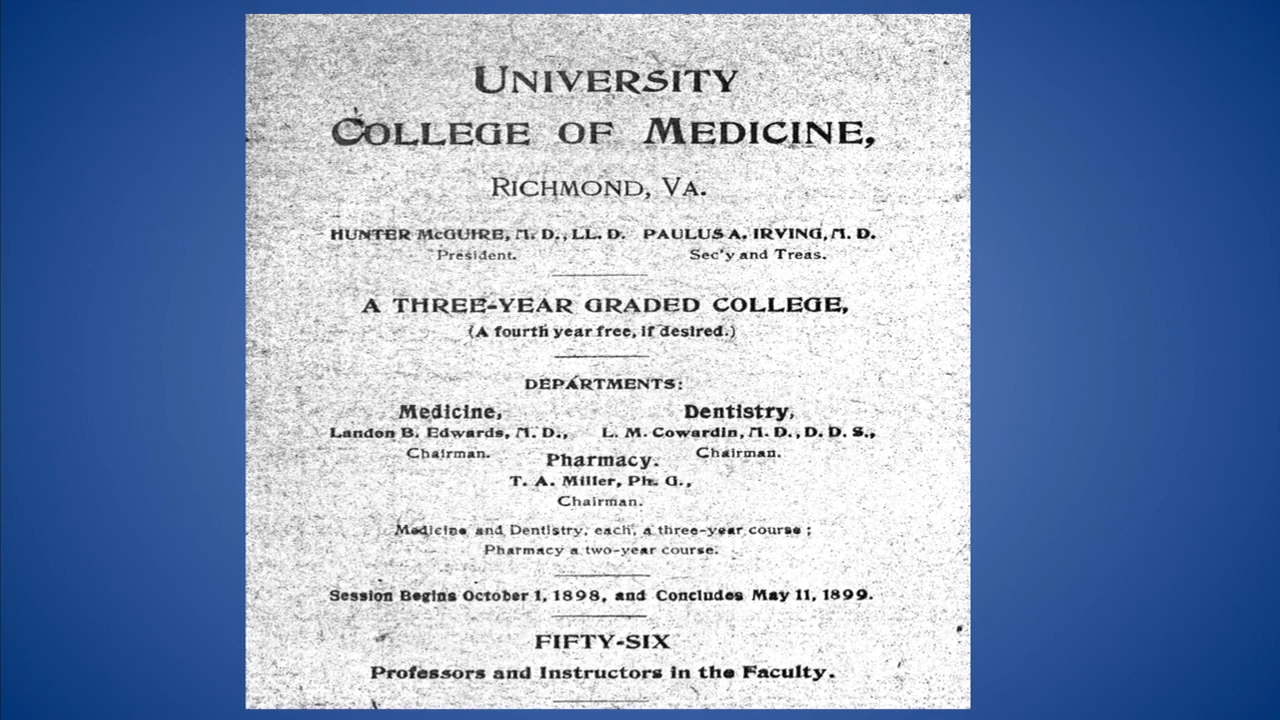 UNIVERSITY
COLLEGE OF MEDICINE,
RICHMOND, VA.
HUNTER McGUIRE, M. D., LL. D. PAULUS A. IRVING, M. D.
President. Sec'y and Treas.
A THREE-YEAR GRADED COLLEGE,
(A fourth year free, if desired.)
DEPARTMENTS:
Medicine, Dentistry,
Landon B. Edwards, M. D., L. M. Cowardin, M. D., D. D. S.,
Chairman. Chairman.
Pharmacy.
T. A. Miller, Ph. G.,
Chairman.
Medicine and Dentistry, each, a three-year course;
Pharmacy a two-year course.
Session Begins October 1, 1898, and Concludes May 11, 1899.
FIFTY-SIX
Professors and Instructors in the Faculty.